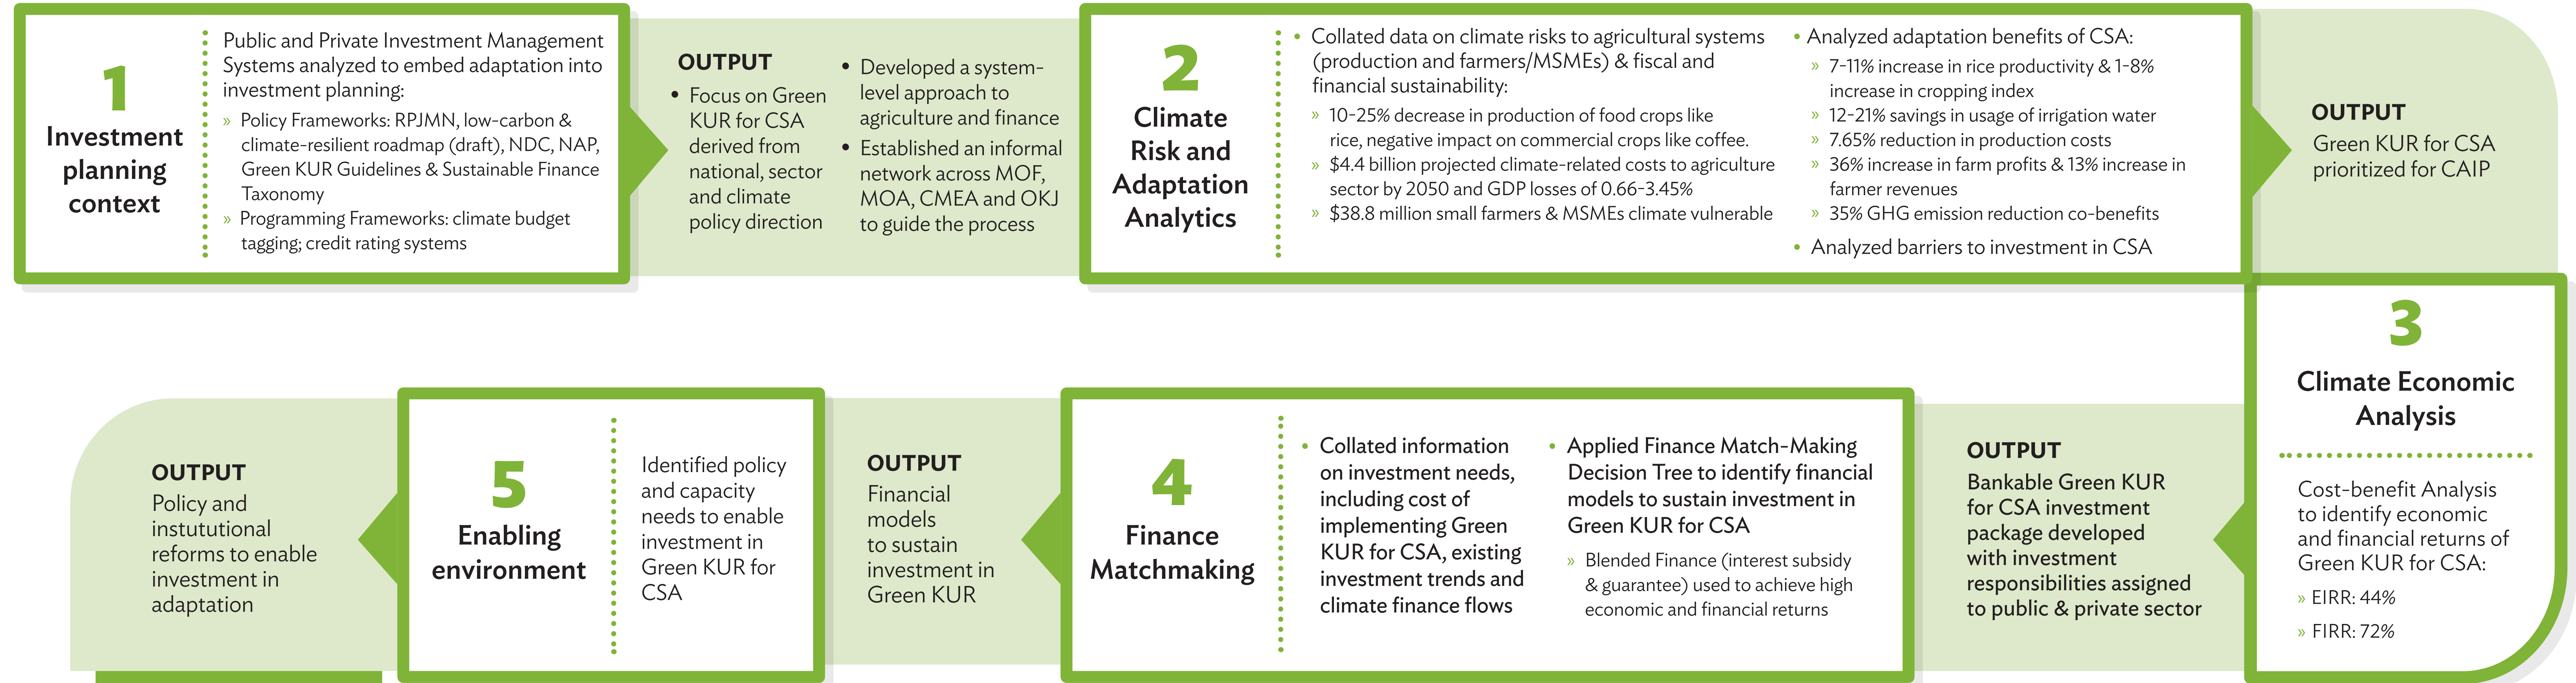 1
Investment
planning
context
Public and Private Investment Management
Systems analyzed to embed adaptation into
investment planning:
» Policy Frameworks: RPJMN, low-carbon &
climate-resilient roadmap (draft), NDC, NAP,
Green KUR Guidelines & Sustainable Finance
Taxonomy
» Programming Frameworks: climate budget
tagging; credit rating systems
OUTPUT
• Focus on Green
KUR for CSA
derived from
national, sector
and climate
policy direction
• Developed a system-
level approach to
agriculture and finance
• Established an informal
network across MOF,
MOA, CMEA and OKJ
to guide the process
2
Climate
Risk and
Adaptation
Analytics
• Collated data on climate risks to agricultural systems
(production and farmers/MSMEs) & fiscal and
financial sustainability:
» 10-25% decrease in production of food crops like
rice, negative impact on commercial crops like coffee.
» $4.4 billion projected climate-related costs to agriculture
sector by 2050 and GDP losses of 0.66-3.45%
» $38.8 million small farmers & MSMEs climate vulnerable
• Analyzed adaptation benefits of CSA:
» 7-11% increase in rice productivity & 1-8%
increase in cropping index
» 12-21% savings in usage of irrigation water
» 7.65% reduction in production costs
» 36% increase in farm profits & 13% increase in
farmer revenues
» 35% GHG emission reduction co-benefits
• Analyzed barriers to investment in CSA
OUTPUT
Green KUR for CSA
prioritized for CAIP
3
Climate Economic
Analysis
Cost-benefit Analysis
to identify economic
and financial returns of
Green KUR for CSA:
» EIRR: 44%
» FIRR: 72%
OUTPUT
Bankable Green KUR
for CSA investment
package developed
with investment
responsibilities assigned
to public & private sector
4
Finance
Matchmaking
• Collated information
on investment needs,
including cost of
implementing Green
KUR for CSA, existing
investment trends and
climate finance flows
• Applied Finance Match-Making
Decision Tree to identify financial
models to sustain investment in
Green KUR for CSA
» Blended Finance (interest subsidy
& guarantee) used to achieve high
economic and financial returns
OUTPUT
Financial
models
to sustain
investment in
Green KUR
5
Enabling
environment
Identified policy
and capacity
needs to enable
investment in
Green KUR for
CSA
OUTPUT
Policy and
instutional
reforms to enable
investment in
adaptation